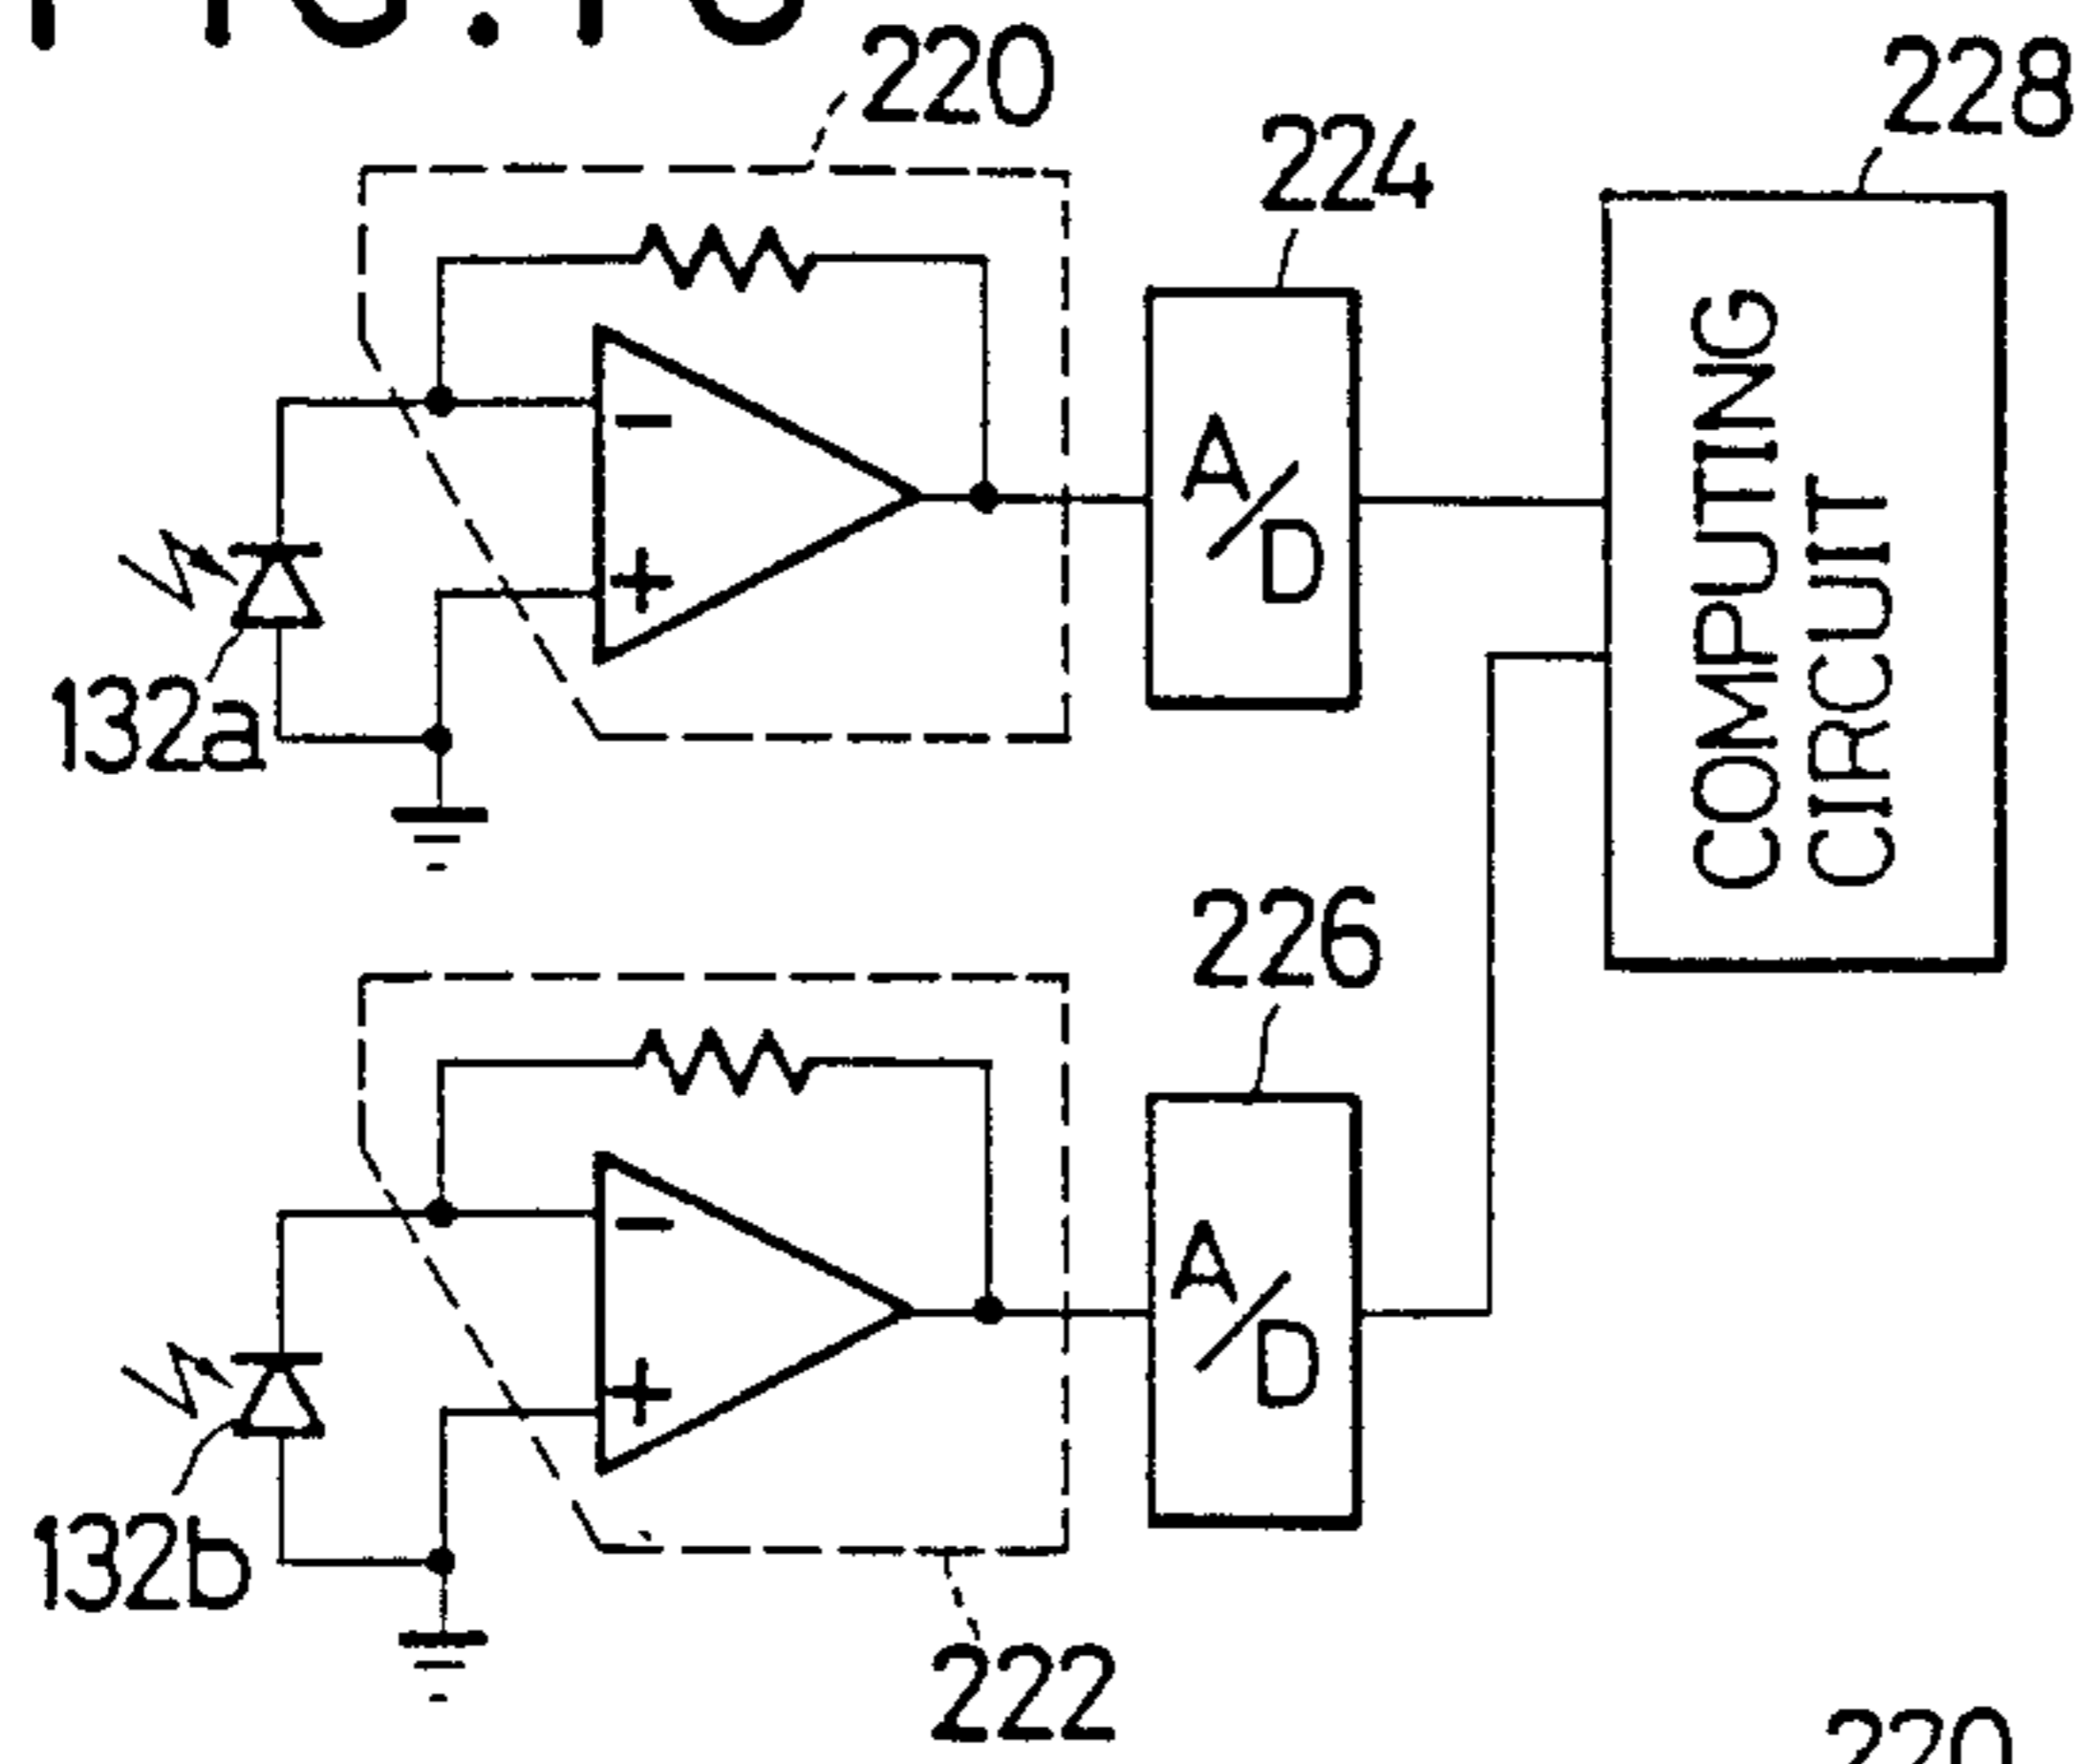 220
228
224
-
+
A/D
COMPUTING
CIRCUIT
132a
226
-
+
A/D
132b
222